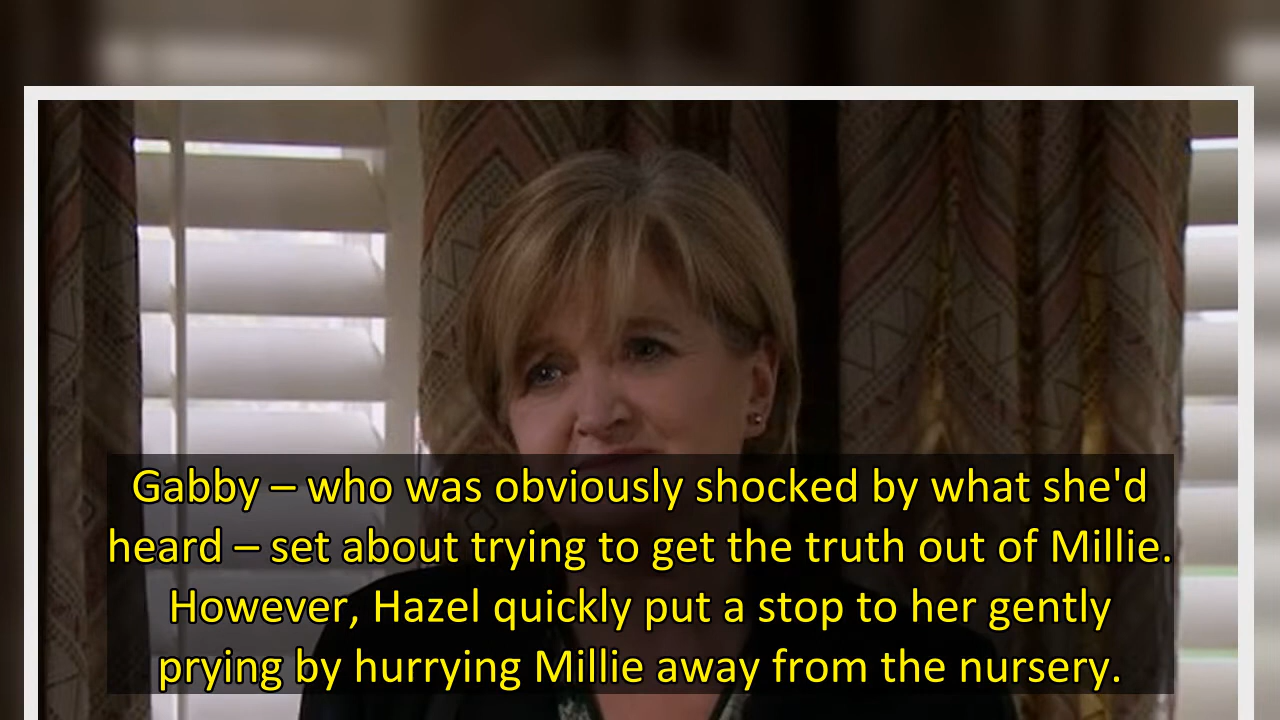 Gabby – who was obviously shocked by what she'd
heard – set about trying to get the truth out of Millie.
However, Hazel quickly put a stop to her gently
prying by hurrying Millie away from the nursery.